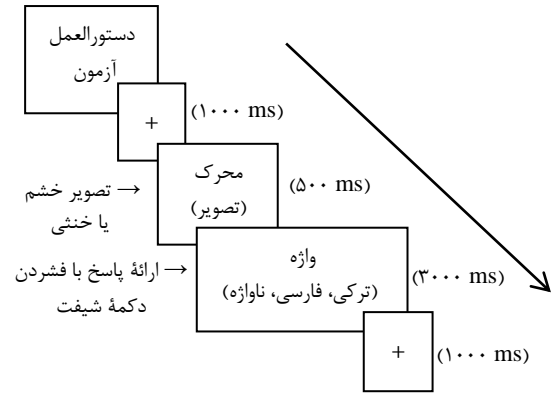 دستورالعمل
آزمون
+
(۱۰۰۰ ms)
محرک
(تصویر)
(۵۰۰ ms)
→ تصویر خشم
یا خنثی
واژه
(ترکی، فارسی، ناواژه)
(۳۰۰۰ ms)
→ ارائهٔ پاسخ با فشردن
دکمهٔ شیفت
+
(۱۰۰۰ ms)